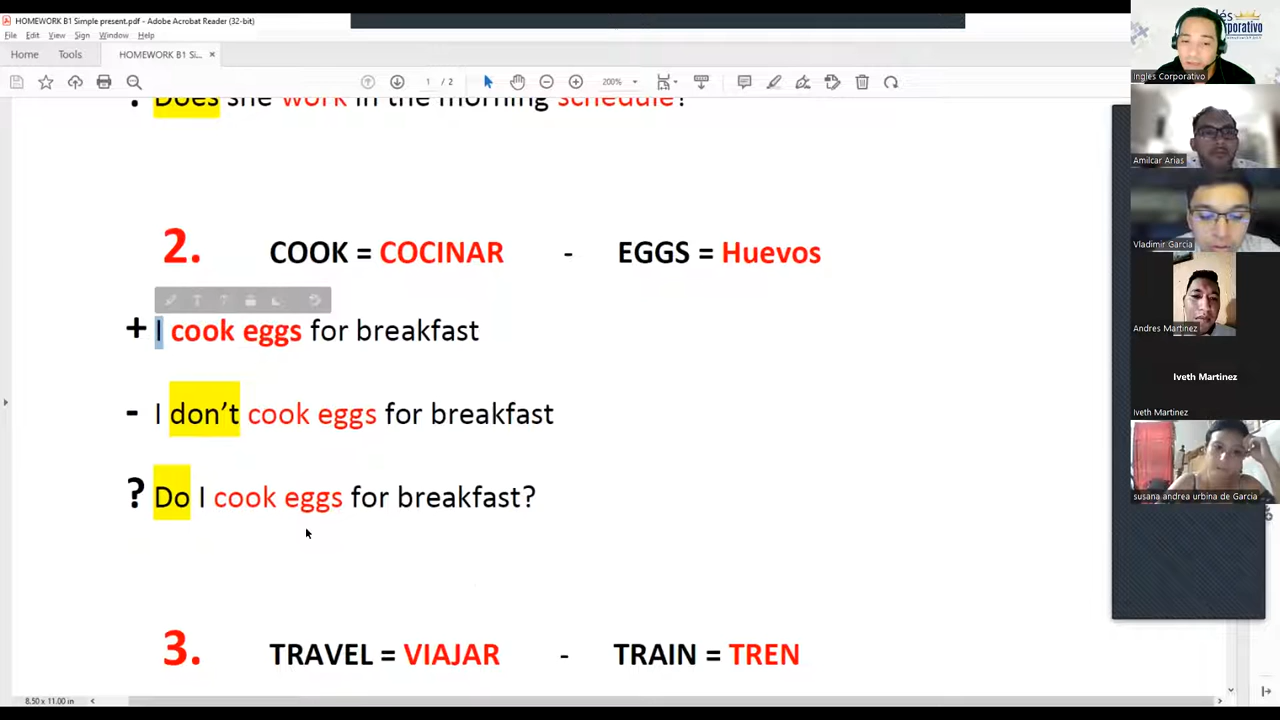 HOMEWORK B1 Simple present.pdf - Adobe Acrobat Reader (32-bit)
File Edit View Sign Window Help
Home Tools HOMEWORK B1 Si... ×
1 / 2 200%
Does she work in the morning schedule?
2. COOK = COCINAR - EGGS = Huevos
+ I cook eggs for breakfast
- I don't cook eggs for breakfast
? Do I cook eggs for breakfast?
3. TRAVEL = VIAJAR - TRAIN = TREN
8.50 x 11.00 in
Inglés Corporativo
Amilcar Arias
Vladimir Garcia
Andres Martinez
Iveth Martinez
Iveth Martinez
susana andrea urbina de Garcia